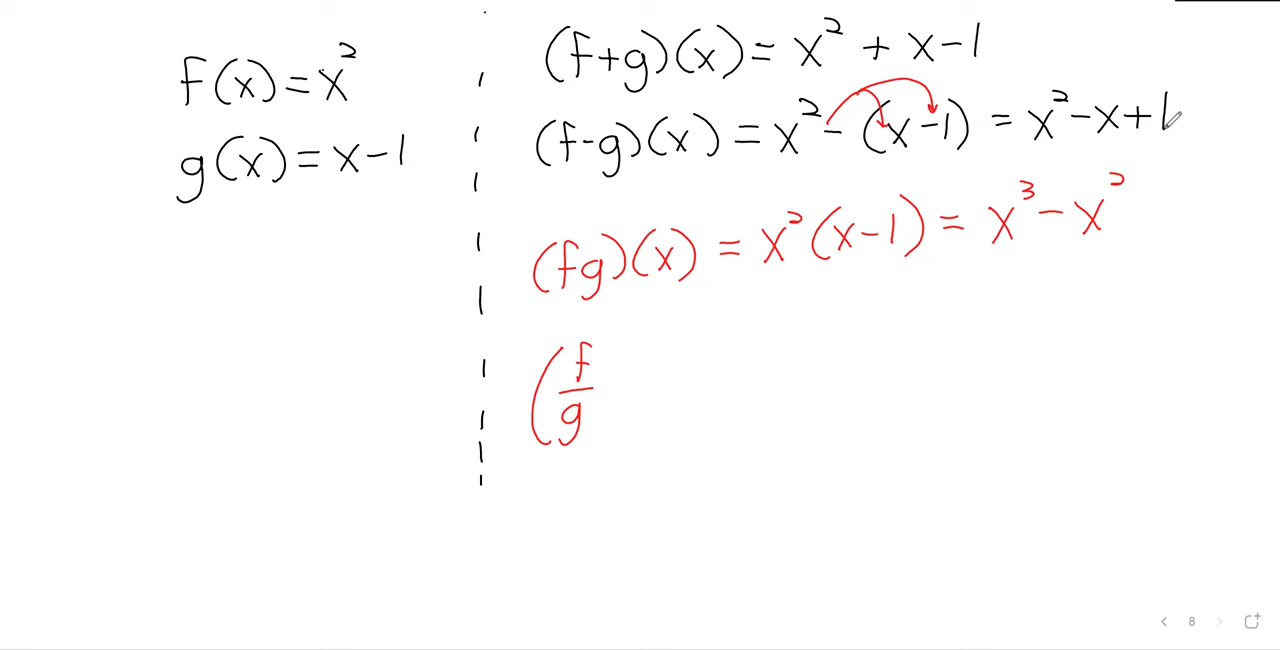 f(x) = x²
g(x) = x-1
(f+g)(x) = x² + x-1
(f-g)(x) = x² - (x-1) = x² - x + 1
(fg)(x) = x² (x-1) = x³ - x²
(f/g
8